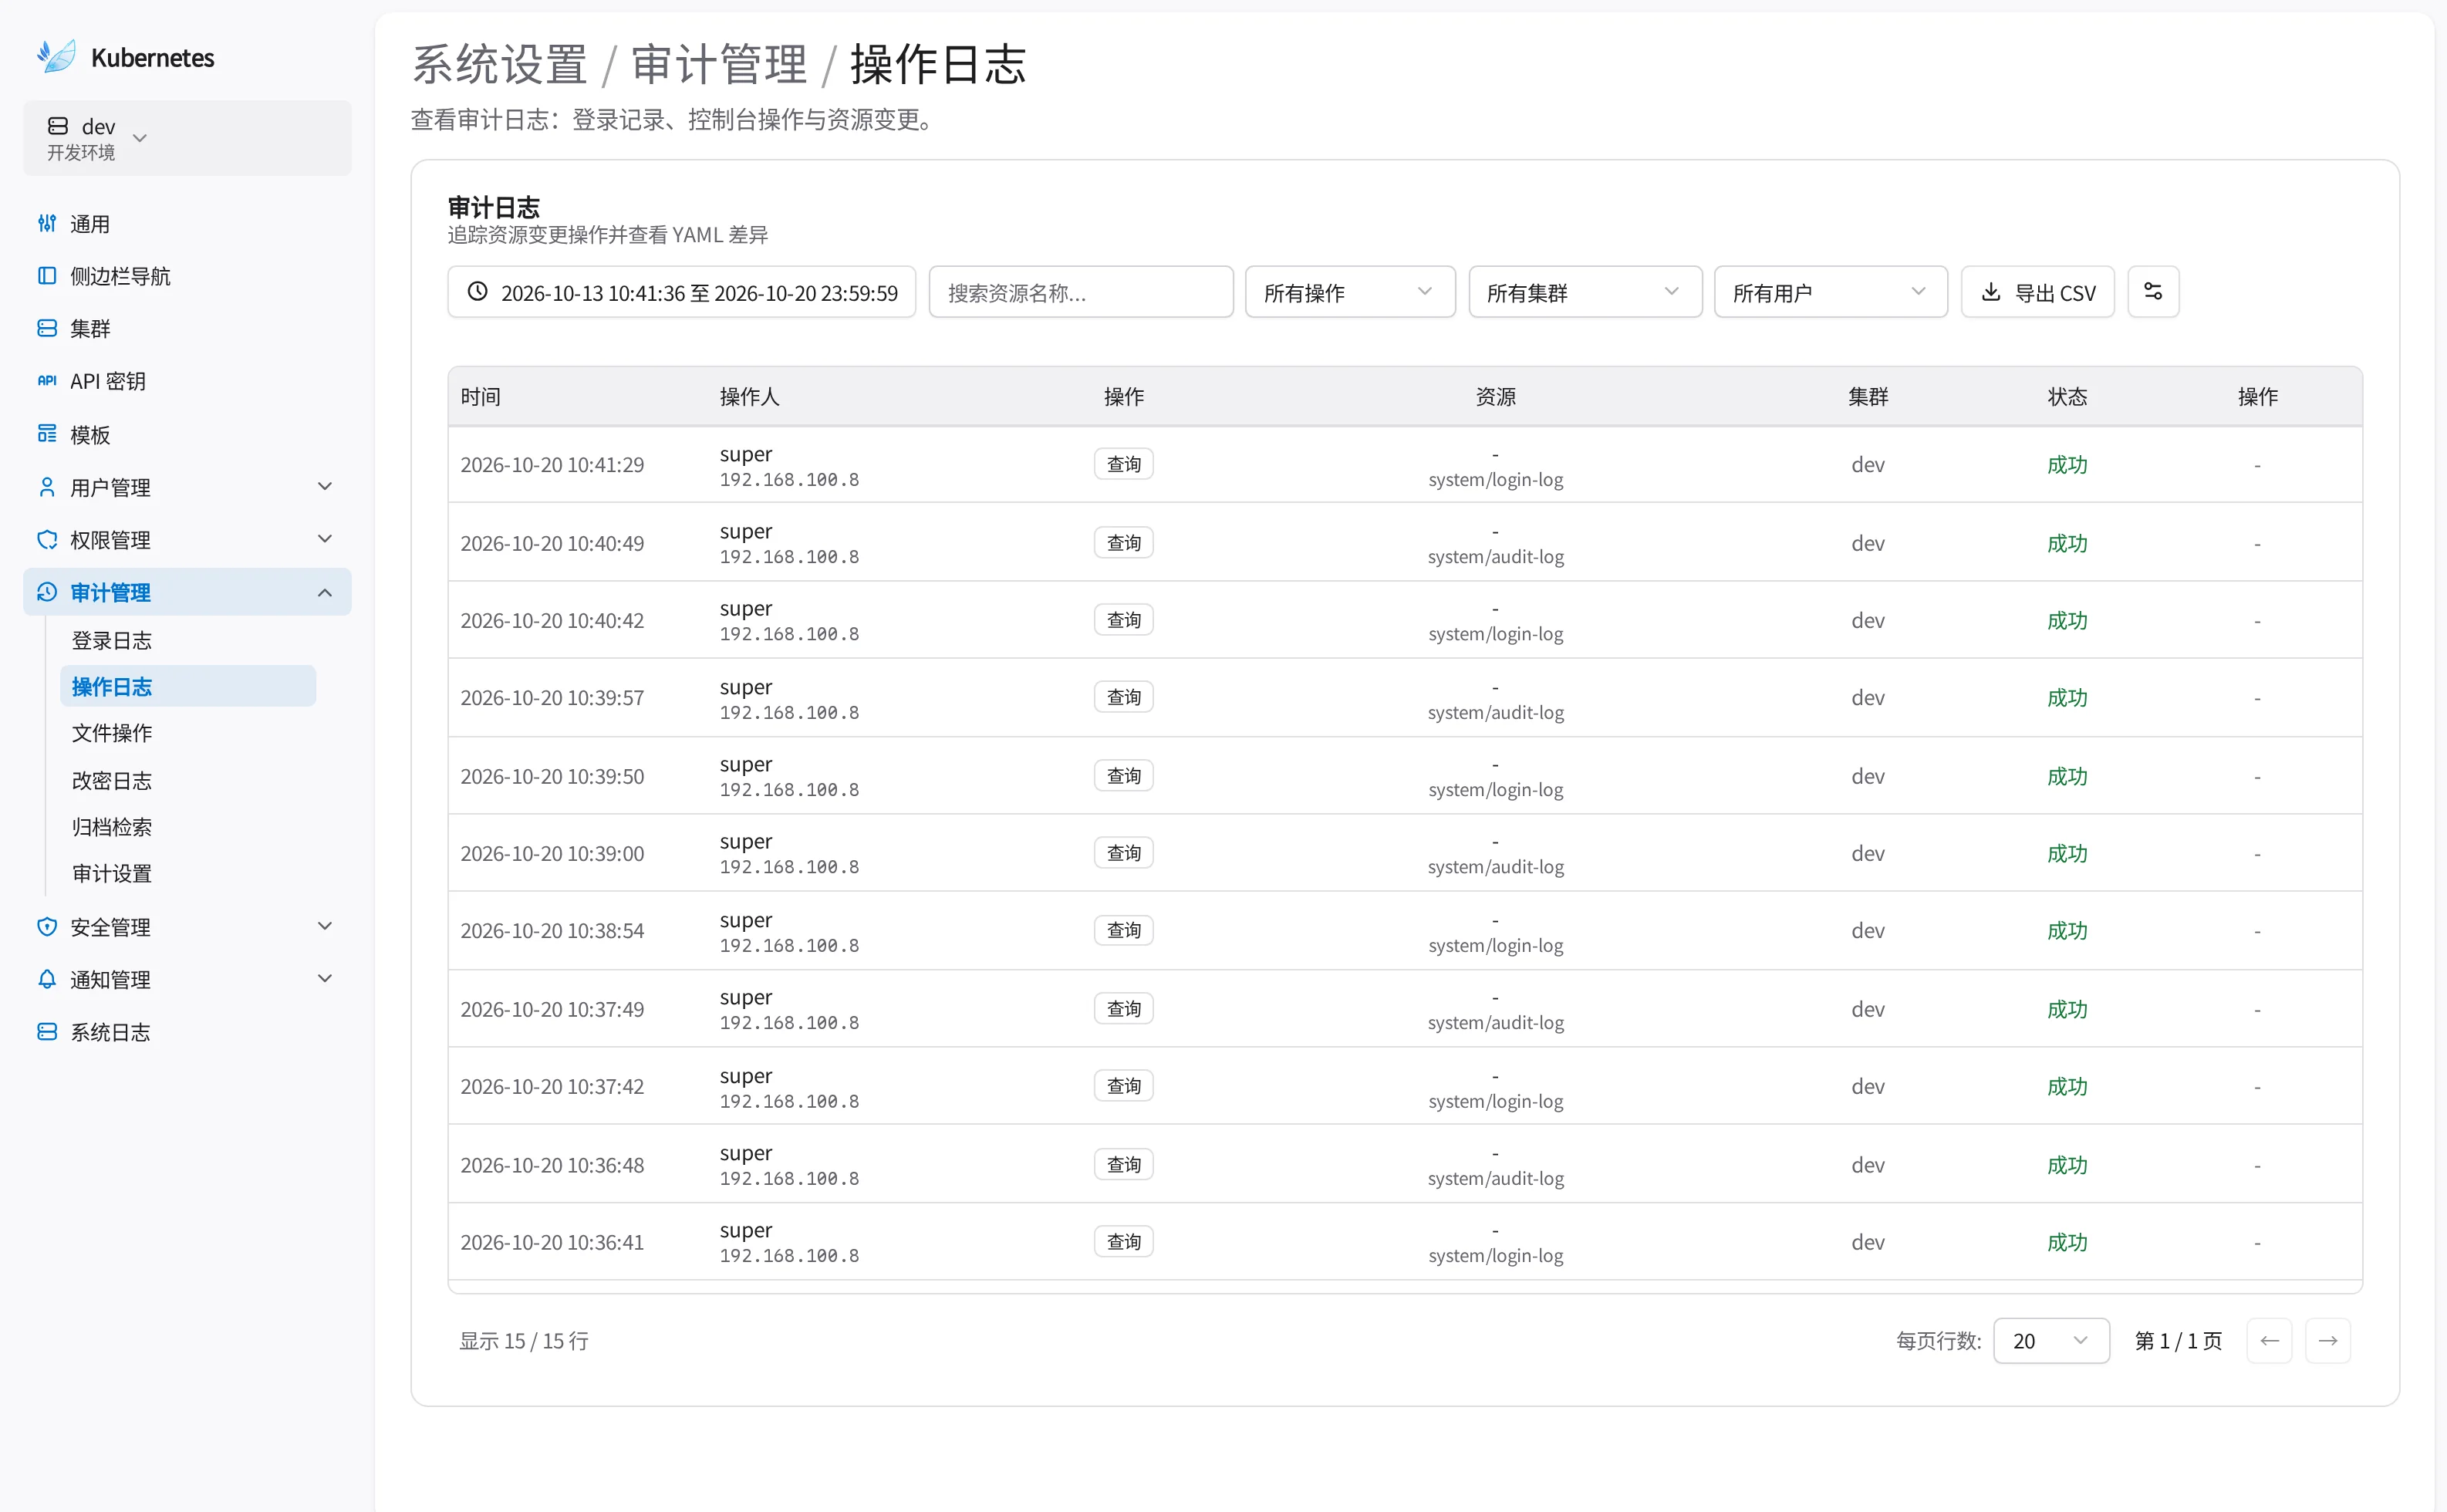 Kubernetes
dev
开发环境
通用
侧边栏导航
集群
API 密钥
模板
用户管理
权限管理
审计管理
登录日志
操作日志
文件操作
改密日志
归档检索
审计设置
安全管理
通知管理
系统日志
系统设置 / 审计管理 / 操作日志
查看审计日志：登录记录、控制台操作与资源变更。
审计日志
追踪资源变更操作并查看 YAML 差异
2026-10-13 10:41:36 至 2026-10-20 23:59:59 搜索资源名称... 所有操作 所有集群 所有用户 导出 CSV
时间 操作人 操作 资源 集群 状态 操作
2026-10-20 10:41:29 super 查询 - dev 成功 -
192.168.100.8 system/login-log
2026-10-20 10:40:49 super 查询 - dev 成功 -
192.168.100.8 system/audit-log
2026-10-20 10:40:42 super 查询 - dev 成功 -
192.168.100.8 system/login-log
2026-10-20 10:39:57 super 查询 - dev 成功 -
192.168.100.8 system/audit-log
2026-10-20 10:39:50 super 查询 - dev 成功 -
192.168.100.8 system/login-log
2026-10-20 10:39:00 super 查询 - dev 成功 -
192.168.100.8 system/audit-log
2026-10-20 10:38:54 super 查询 - dev 成功 -
192.168.100.8 system/login-log
2026-10-20 10:37:49 super 查询 - dev 成功 -
192.168.100.8 system/audit-log
2026-10-20 10:37:42 super 查询 - dev 成功 -
192.168.100.8 system/login-log
2026-10-20 10:36:48 super 查询 - dev 成功 -
192.168.100.8 system/audit-log
2026-10-20 10:36:41 super 查询 - dev 成功 -
192.168.100.8 system/login-log
显示 15 / 15 行 每页行数: 20 第 1 / 1 页